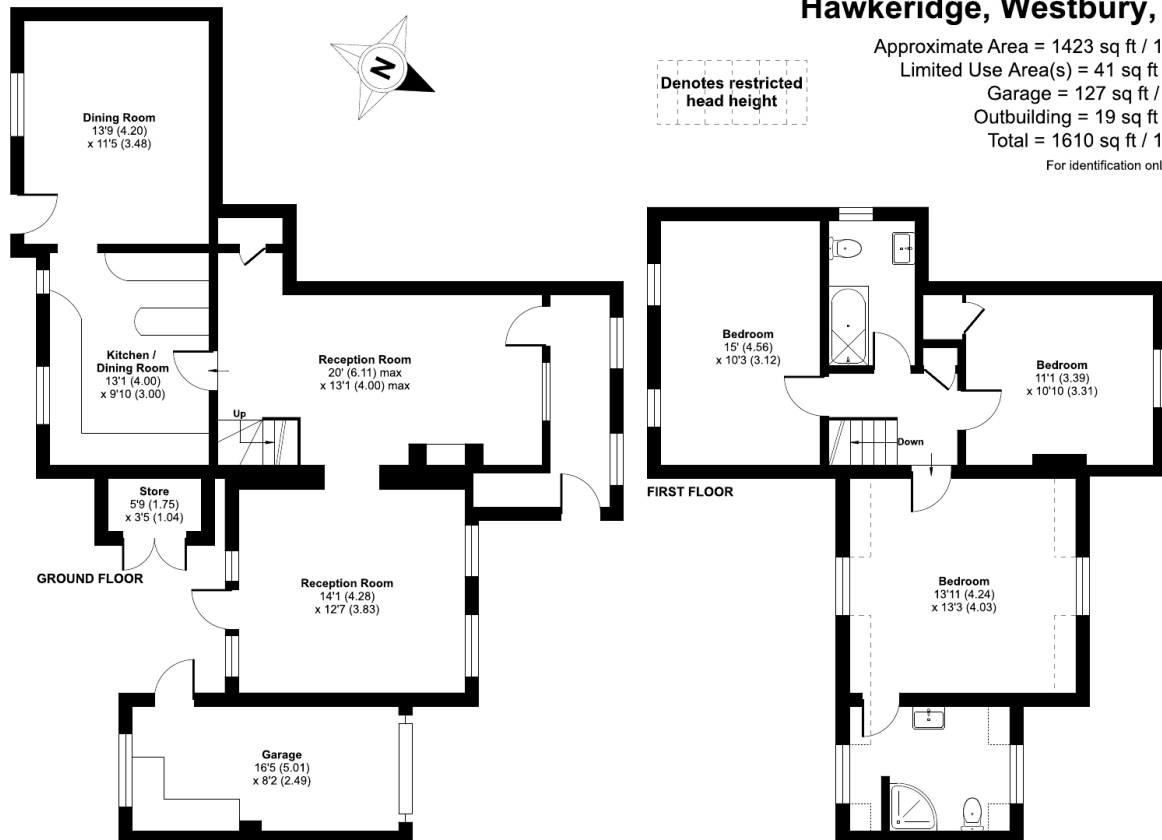 Hawkeridge, Westbury,
Approximate Area = 1423 sq ft / 1
Limited Use Area(s) = 41 sq ft
Garage = 127 sq ft /
Outbuilding = 19 sq ft
Total = 1610 sq ft / 1
For identification onl
N
Denotes restricted
head height
Dining Room
13'9 (4.20)
x 11'5 (3.48)
Kitchen /
Dining Room
13'1 (4.00)
x 9'10 (3.00)
Reception Room
20' (6.11) max
x 13'1 (4.00) max
Up
Store
5'9 (1.75)
x 3'5 (1.04)
GROUND FLOOR
Reception Room
14'1 (4.28)
x 12'7 (3.83)
Garage
16'5 (5.01)
x 8'2 (2.49)
Bedroom
15' (4.56)
x 10'3 (3.12)
Bedroom
11'1 (3.39)
x 10'10 (3.31)
Down
FIRST FLOOR
Bedroom
13'11 (4.24)
x 13'3 (4.03)